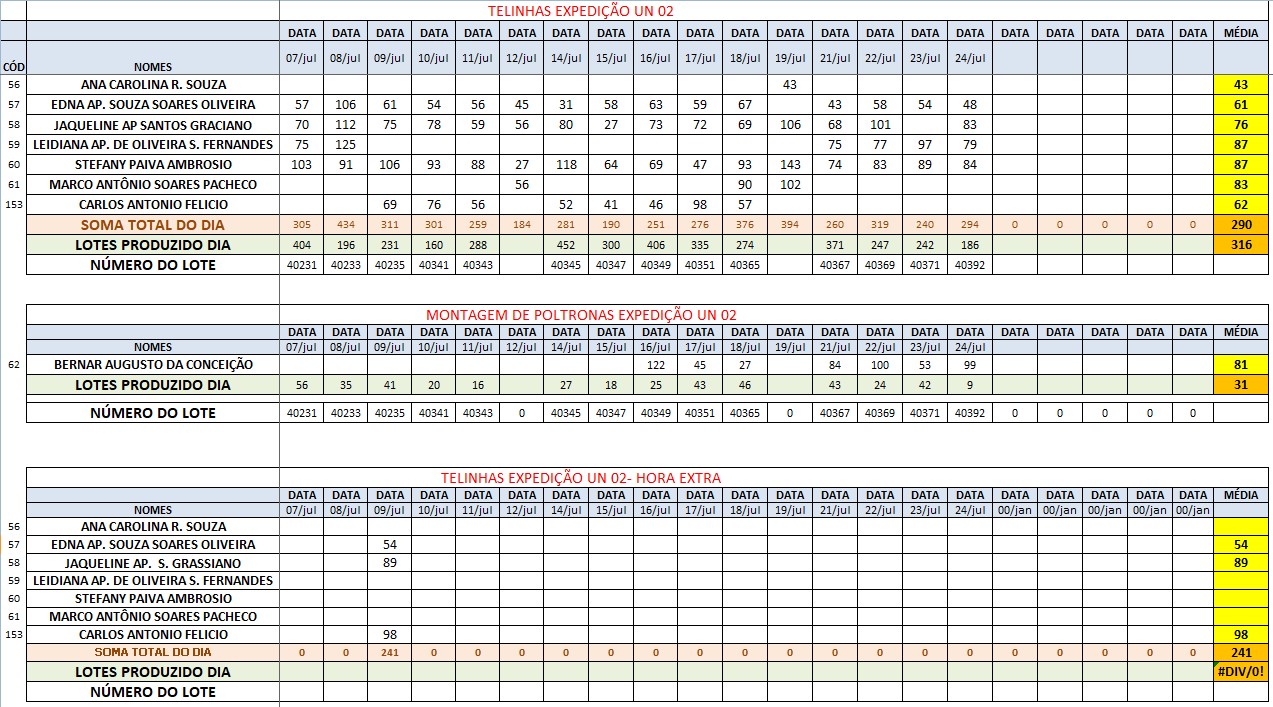 TELINHAS EXPEDIÇÃO UN 02
DATA DATA DATA DATA DATA DATA DATA DATA DATA DATA DATA DATA DATA DATA DATA DATA DATA DATA DATA DATA DATA MÉDIA
CÓD NOMES 07/jul 08/jul 09/jul 10/jul 11/jul 12/jul 14/jul 15/jul 16/jul 17/jul 18/jul 19/jul 21/jul 22/jul 23/jul 24/jul
56 ANA CAROLINA R. SOUZA 43 43
57 EDNA AP. SOUZA SOARES OLIVEIRA 57 106 61 54 56 45 31 58 63 59 67 43 58 54 48 61
58 JAQUELINE AP SANTOS GRACIANO 70 112 75 78 59 56 80 27 73 72 69 106 68 101 83 76
59 LEIDIANA AP. DE OLIVEIRA S. FERNANDES 75 125 75 77 97 79 87
60 STEFANY PAIVA AMBROSIO 103 91 106 93 88 27 118 64 69 47 93 143 74 83 89 84 87
61 MARCO ANTÔNIO SOARES PACHECO 56 90 102 83
153 CARLOS ANTONIO FELICIO 69 76 56 52 41 46 98 57 62
SOMA TOTAL DO DIA 305 434 311 301 259 184 281 190 251 276 376 394 260 319 240 294 0 0 0 0 0 290
LOTES PRODUZIDO DIA 404 196 231 160 288 452 300 406 335 274 371 247 242 186 316
NÚMERO DO LOTE 40231 40233 40235 40341 40343 40345 40347 40349 40351 40365 40367 40369 40371 40392
MONTAGEM DE POLTRONAS EXPEDIÇÃO UN 02
DATA DATA DATA DATA DATA DATA DATA DATA DATA DATA DATA DATA DATA DATA DATA DATA DATA DATA DATA DATA DATA MÉDIA
NOMES 07/jul 08/jul 09/jul 10/jul 11/jul 12/jul 14/jul 15/jul 16/jul 17/jul 18/jul 19/jul 21/jul 22/jul 23/jul 24/jul
62 BERNAR AUGUSTO DA CONCEIÇÃO 122 45 27 84 100 53 99 81
LOTES PRODUZIDO DIA 56 35 41 20 16 27 18 25 43 46 43 24 42 9 31
NÚMERO DO LOTE 40231 40233 40235 40341 40343 0 40345 40347 40349 40351 40365 0 40367 40369 40371 40392 0 0 0 0 0
TELINHAS EXPEDIÇÃO UN 02- HORA EXTRA
DATA DATA DATA DATA DATA DATA DATA DATA DATA DATA DATA DATA DATA DATA DATA DATA DATA DATA DATA DATA DATA MÉDIA
NOMES 07/jul 08/jul 09/jul 10/jul 11/jul 12/jul 14/jul 15/jul 16/jul 17/jul 18/jul 19/jul 21/jul 22/jul 23/jul 24/jul 00/jan 00/jan 00/jan 00/jan 00/jan
56 ANA CAROLINA R. SOUZA
57 EDNA AP. SOUZA SOARES OLIVEIRA 54 54
58 JAQUELINE AP. S. GRASSIANO 89 89
59 LEIDIANA AP. DE OLIVEIRA S. FERNANDES
60 STEFANY PAIVA AMBROSIO
61 MARCO ANTÔNIO SOARES PACHECO
153 CARLOS ANTONIO FELICIO 98 98
SOMA TOTAL DO DIA 0 0 241 0 0 0 0 0 0 0 0 0 0 0 0 0 0 0 0 0 0 241
LOTES PRODUZIDO DIA #DIV/0!
NÚMERO DO LOTE